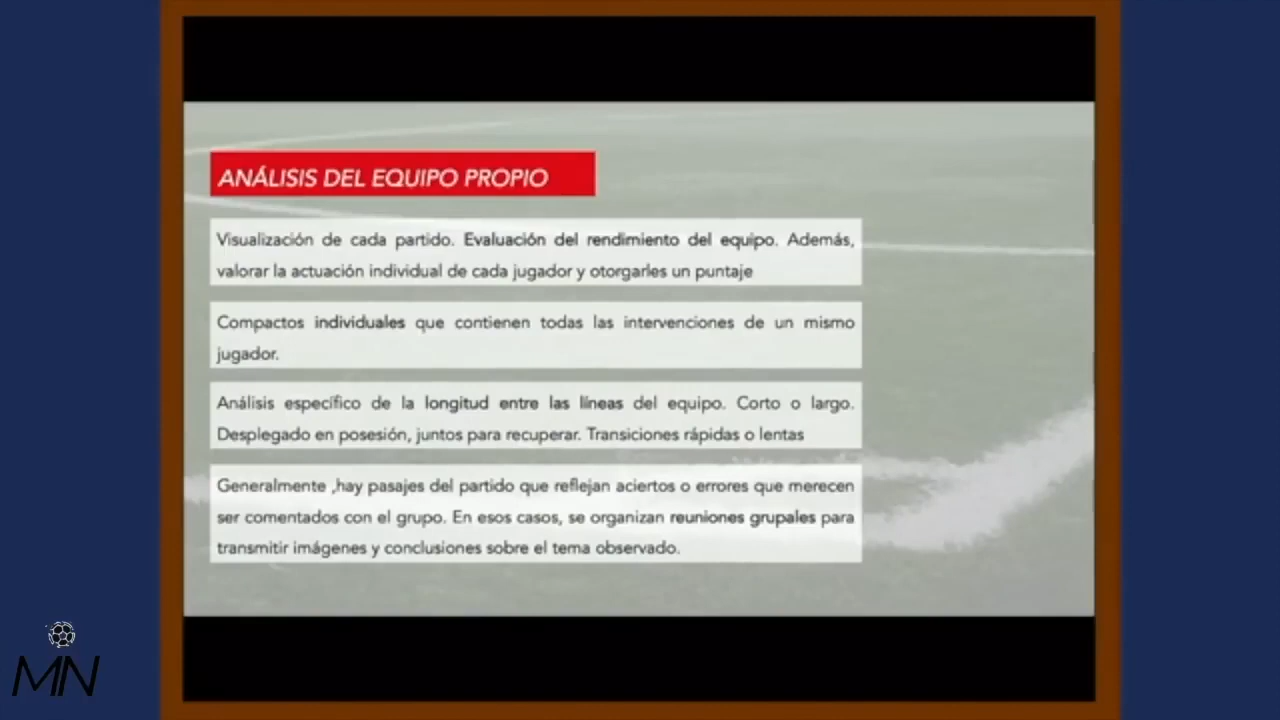 ANÁLISIS DEL EQUIPO PROPIO
Visualización de cada partido. Evaluación del rendimiento del equipo. Además,
valorar la actuación individual de cada jugador y otorgarles un puntaje
Compactos individuales que contienen todas las intervenciones de un mismo
jugador.
Análisis específico de la longitud entre las líneas del equipo. Corto o largo.
Desplegado en posesión, juntos para recuperar. Transiciones rápidas o lentas
Generalmente ,hay pasajes del partido que reflejan aciertos o errores que merecen
ser comentados con el grupo. En esos casos, se organizan reuniones grupales para
transmitir imágenes y conclusiones sobre el tema observado.
MN